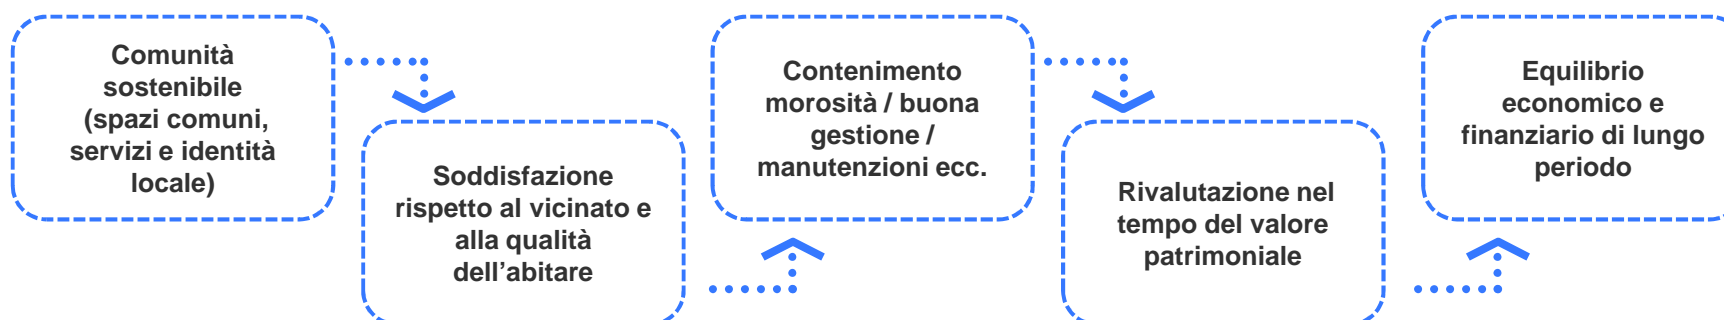 Comunità
sostenibile
(spazi comuni,
servizi e identità
locale)
Soddisfazione
rispetto al vicinato e
alla qualità
dell’abitare
Contenimento
morosità / buona
gestione /
manutenzioni ecc.
Rivalutazione nel
tempo del valore
patrimoniale
Equilibrio
economico e
finanziario di lungo
periodo